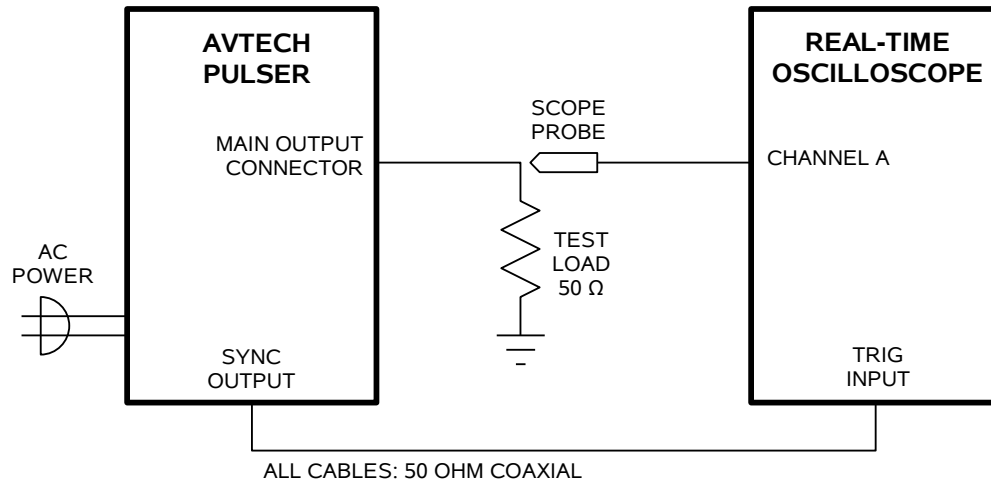 AVTECH
PULSER
REAL-TIME
OSCILLOSCOPE
SCOPE
PROBE
MAIN OUTPUT
CONNECTOR
CHANNEL A
TEST
LOAD
50 Ω
AC
POWER
SYNC
OUTPUT
TRIG
INPUT
ALL CABLES: 50 OHM COAXIAL